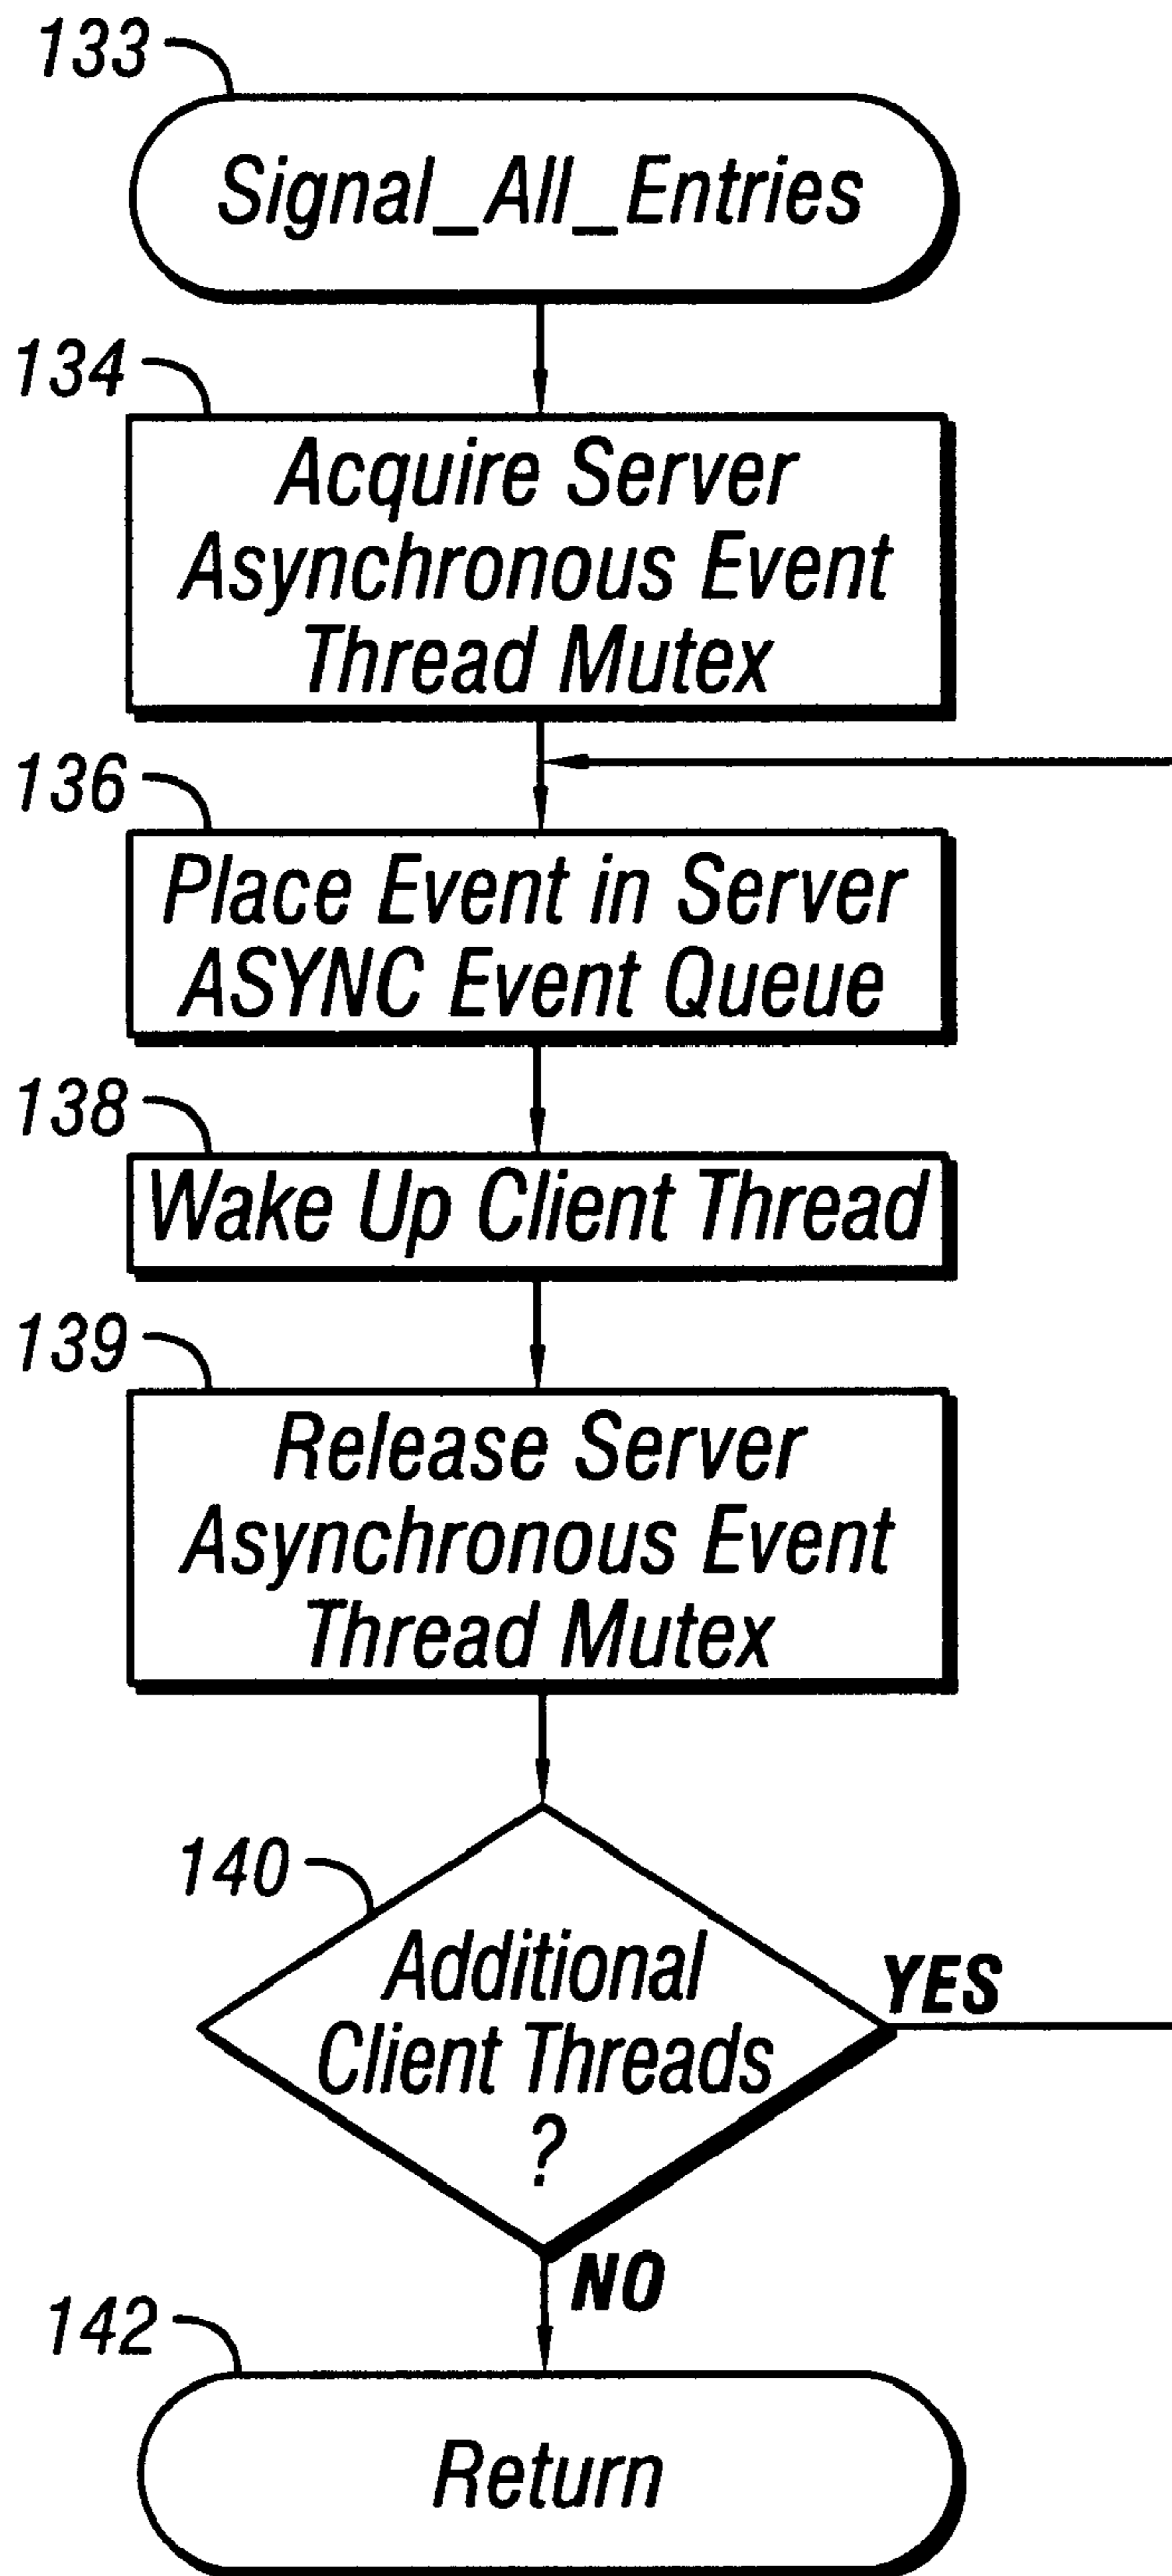 133
Signal_All_Entries
134
Acquire Server
Asynchronous Event
Thread Mutex
136
Place Event in Server
ASYNC Event Queue
138
Wake Up Client Thread
139
Release Server
Asynchronous Event
Thread Mutex
140
Additional
Client Threads
?
YES
NO
142
Return